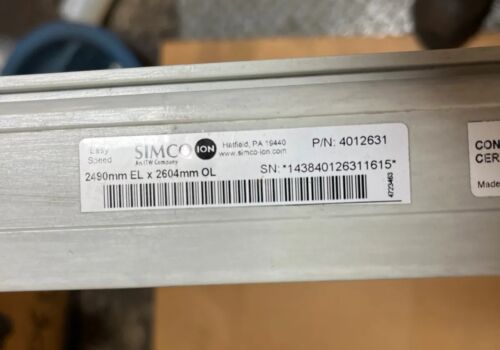 Easy Speed
SIMCO ION
An ITW Company
Hatfield, PA 19440
www.simco-ion.com
P/N: 4012631
2490mm EL x 2604mm OL
SN: *143840126311615*
4723463
CON
CER
Made